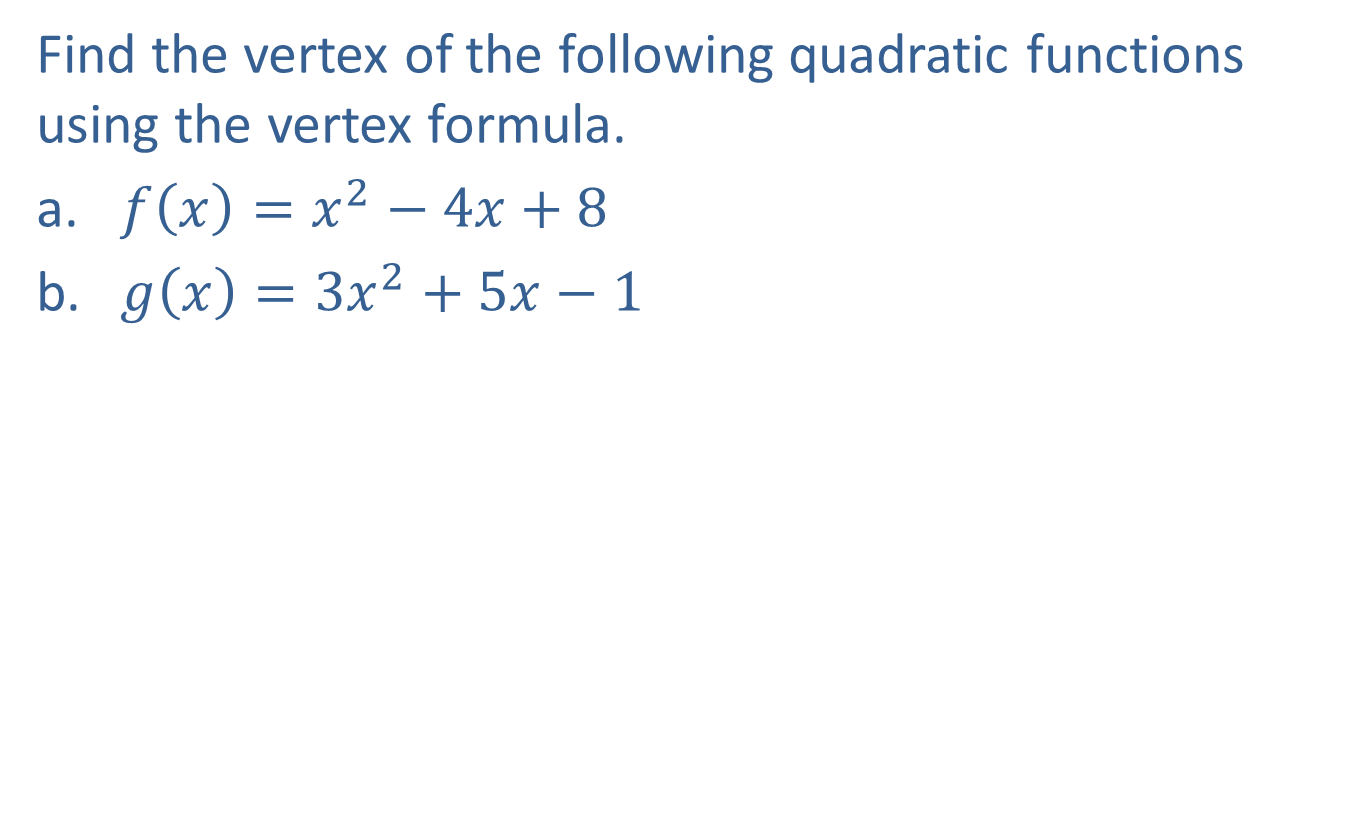 Find the vertex of the following quadratic functions
using the vertex formula.
a. f(x) = x² − 4x + 8
b. g(x) = 3x² + 5x − 1